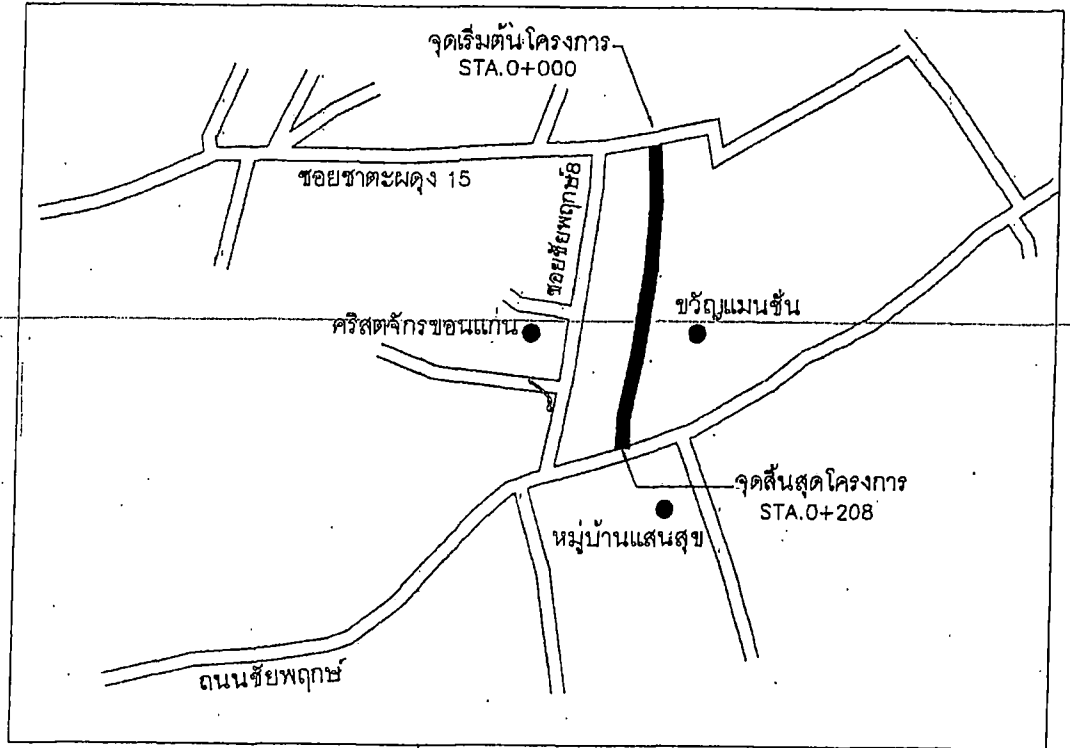 จุดเริ่มต้นโครงการ
STA.0+000
ซอยชาตะผดุง 15
ซอยชัยพฤกษ์8
คริสตจักรขอนแก่น
ขวัญแมนชั่น
จุดสิ้นสุดโครงการ
STA.0+208
หมู่บ้านแสนสุข
ถนนชัยพฤกษ์